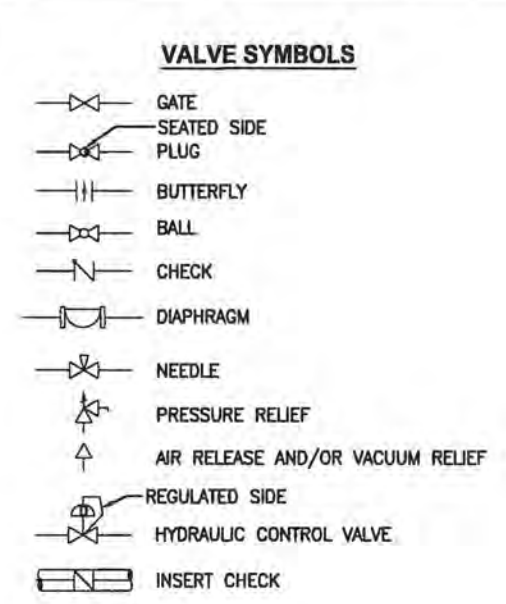 VALVE SYMBOLS
GATE
SEATED SIDE
PLUG
BUTTERFLY
BALL
CHECK
DIAPHRAGM
NEEDLE
PRESSURE RELIEF
AIR RELEASE AND/OR VACUUM RELIEF
REGULATED SIDE
HYDRAULIC CONTROL VALVE
INSERT CHECK